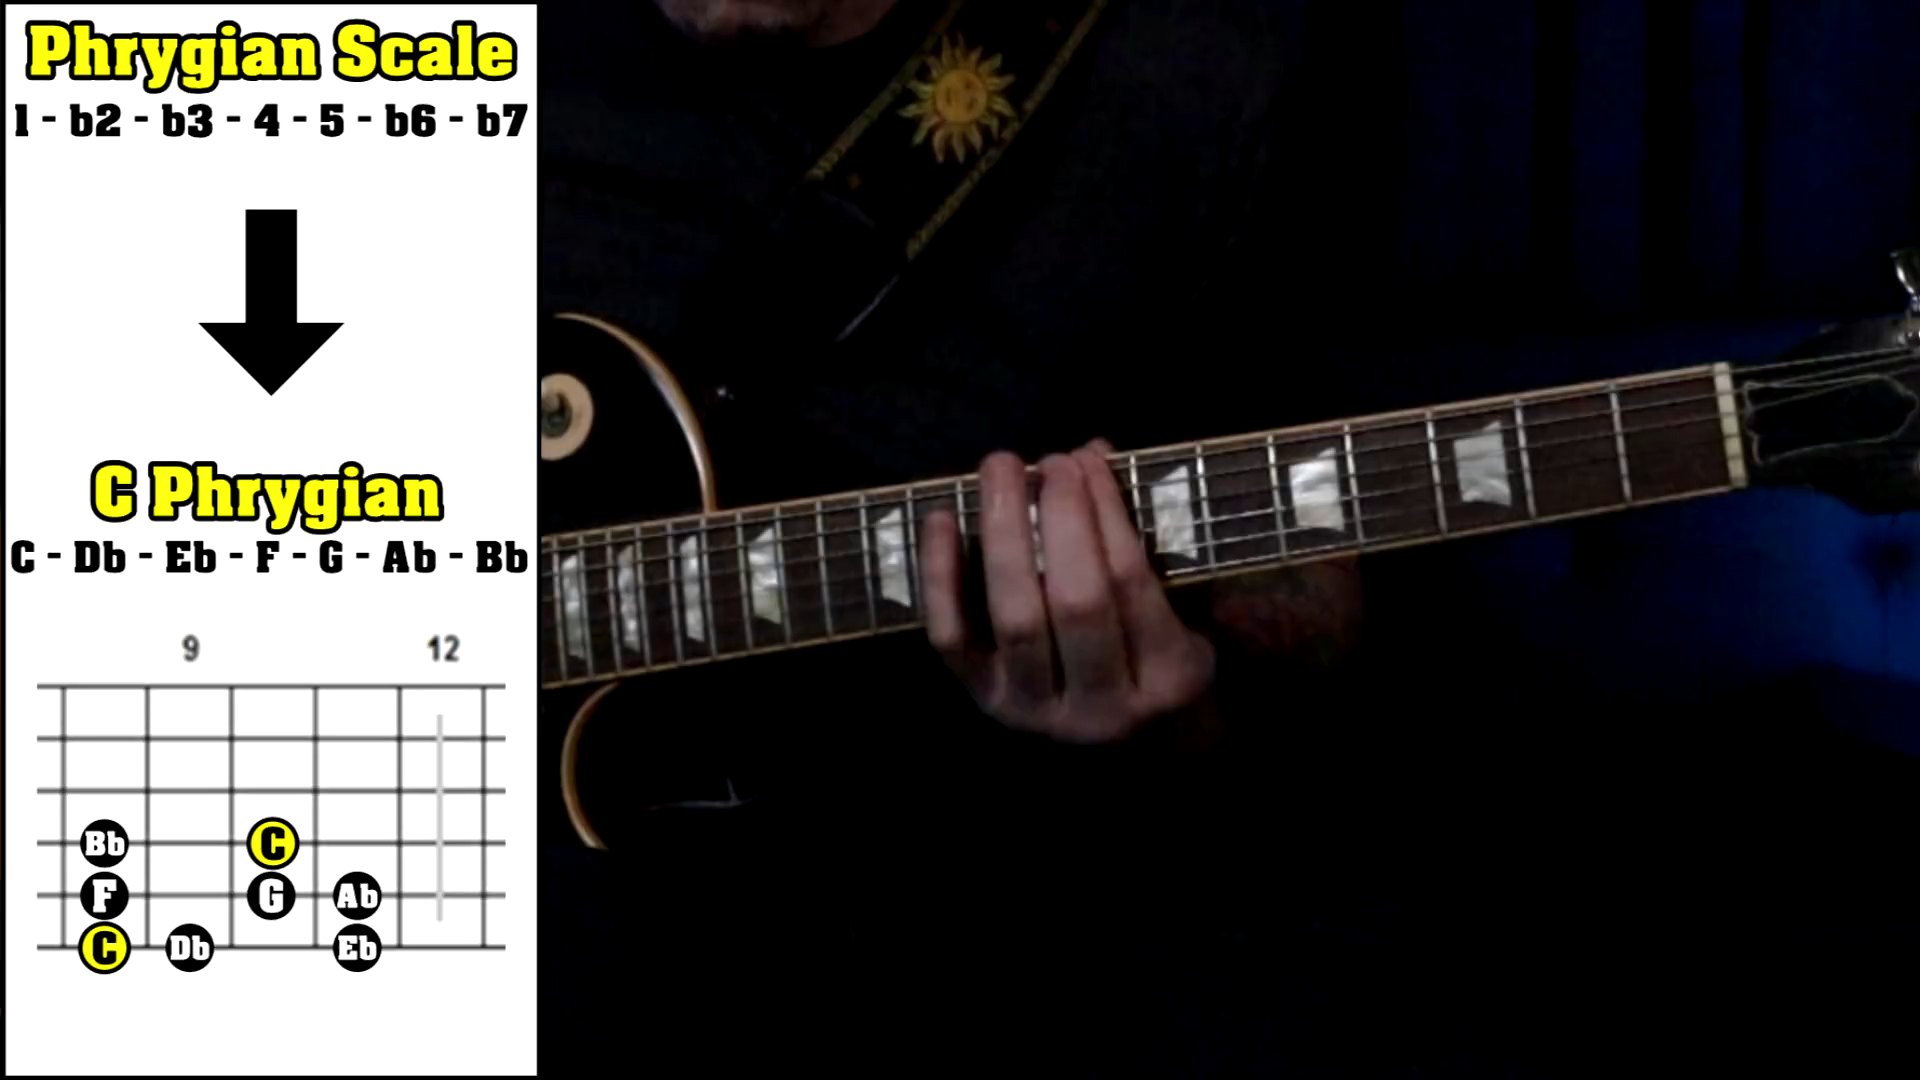 Phrygian Scale
1 - b2 - b3 - 4 - 5 - b6 - b7
C Phrygian
C - Db - Eb - F - G - Ab - Bb
9 12
Bb C
F G Ab
C Db Eb